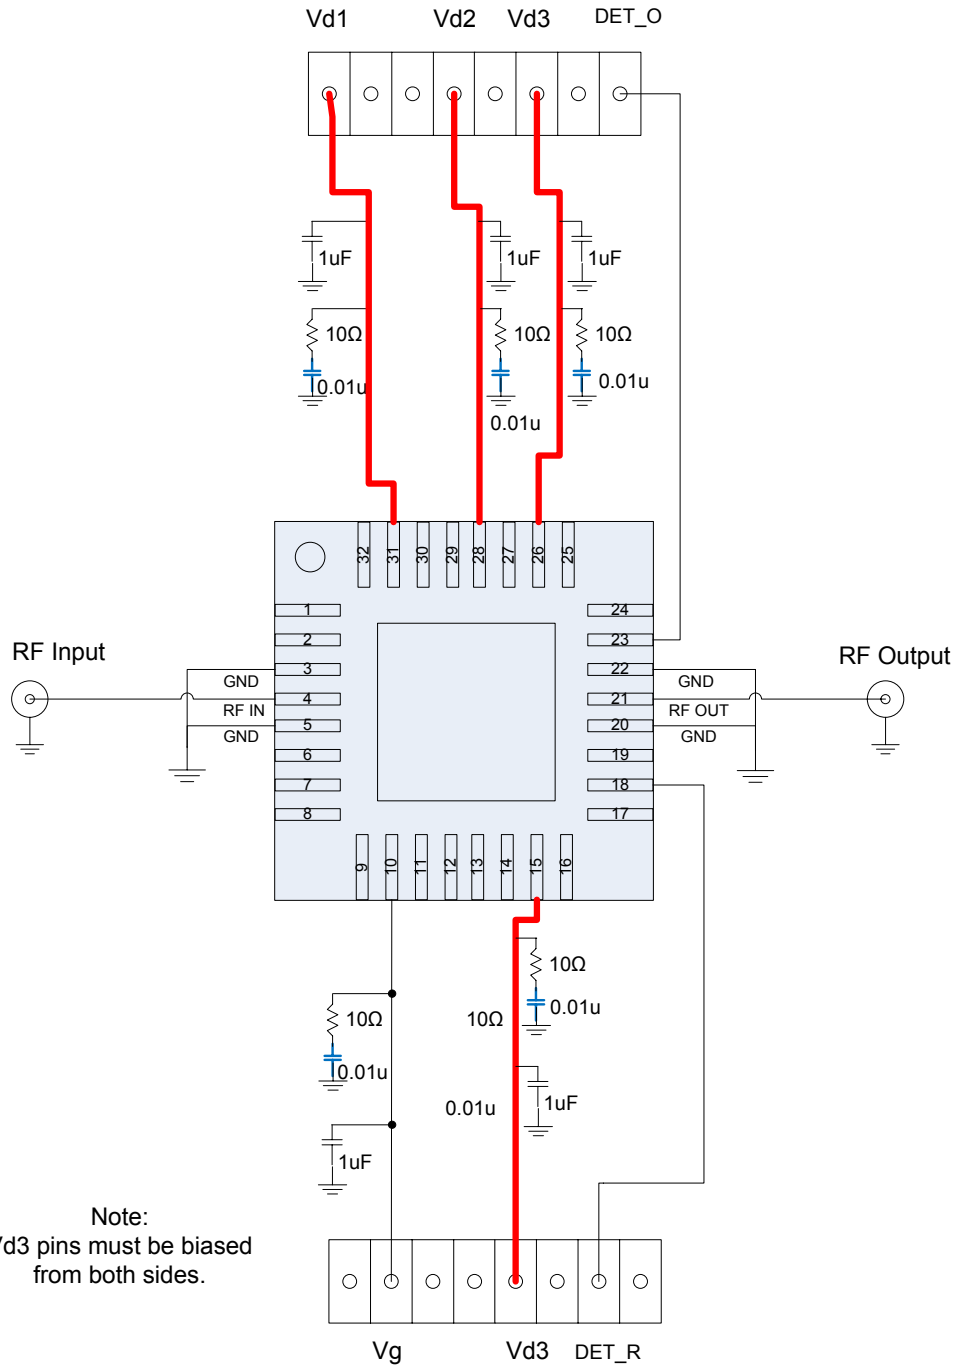 Vd1 Vd2 Vd3 DET_O
1uF 1uF 1uF
10Ω 10Ω 10Ω
0.01u 0.01u 0.01u
32 31 30 29 28 27 26 25
1 24
2 23
RF Input 3 22 RF Output
GND GND
4 21
RF IN RF OUT
5 20
GND GND
6 19
7 18
8 17
9 10 11 12 13 14 15 16
10Ω
0.01u
10Ω 10Ω
0.01u
0.01u 1uF
1uF
Note:
Vd3 pins must be biased
from both sides.
Vg Vd3 DET_R